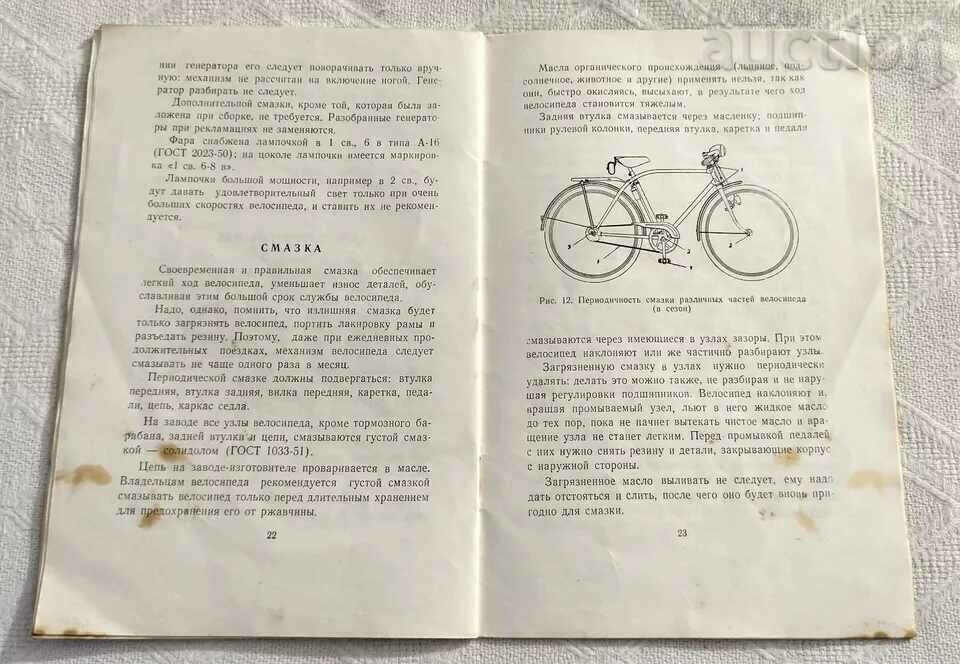 нии генератора его следует поворачивать только вруч-
ную: механизм не рассчитан на включение ногой. Гене-
ратор разбирать не следует.
Дополнительной смазки, кроме той, которая была за-
ложена при сборке, не требуется. Разобранные генерато-
ры при рекламациях не заменяются.
Фара снабжена лампочкой в 1 св., 6 в типа А-16
(ГОСТ 2023-50); на цоколе лампочки имеется маркиров-
ка «1 св. 6-8 в».
Лампочки большой мощности, например в 2 св., бу-
дут давать удовлетворительный свет только при очень
больших скоростях велосипеда, и ставить их не рекомен-
дуется.
СМАЗКА
Своевременная и правильная смазка обеспечивает
легкий ход велосипеда, уменьшает износ деталей, обу-
славливая этим большой срок службы велосипеда.
Надо, однако, помнить, что излишняя смазка будет
только загрязнять велосипед, портить лакировку рамы и
разъедать резину. Поэтому, даже при ежедневных про-
должительных поездках, механизм велосипеда следует
смазывать не чаще одного раза в месяц.
Периодической смазке должны подвергаться: втулка
передняя, втулка задняя, вилка передняя, каретка, педа-
ли, цепь, каркас седла.
На заводе все узлы велосипеда, кроме тормозного ба-
рабана, задней втулки и цепи, смазываются густой смаз-
кой — солидолом (ГОСТ 1033-51).
Цепь на заводе-изготовителе проваривается в масле.
Владельцам велосипеда рекомендуется густой смазкой
смазывать велосипед только перед длительным хранением
для предохранения его от ржавчины.
22
auction
Масла органического происхождения (льняное, под-
солнечное, животное и другие) применять нельзя, так как
они, быстро окисляясь, высыхают, в результате чего ход
велосипеда становится тяжелым.
Задняя втулка смазывается через масленку; подшип-
ники рулевой колонки, передняя втулка, каретка и педали
Рис. 12. Периодичность смазки различных частей велосипеда
(в сезон)
смазываются через имеющиеся в узлах зазоры. При этом
велосипед наклоняют или же частично разбирают узлы.
Загрязненную смазку в узлах нужно периодически
удалять: делать это можно также, не разбирая и не нару-
шая регулировки подшипников. Велосипед наклоняют и,
вращая промываемый узел, льют в него жидкое масло
до тех пор, пока не начнет вытекать чистое масло и вра-
щение узла не станет легким. Перед промывкой педалей
с них нужно снять резину и детали, закрывающие корпус
с наружной стороны.
Загрязненное масло выливать не следует, ему надо
дать отстояться и слить, после чего оно будет вновь при-
годно для смазки.
23